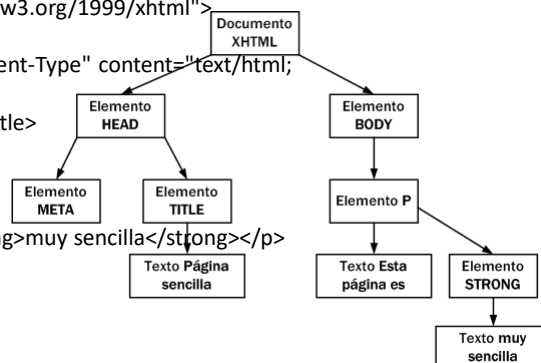 w3.org/1999/xhtml">
Documento
XHTML
ent-Type" content="text/html;
Elemento
HEAD
Elemento
BODY
tle>
Elemento
META
Elemento
TITLE
Elemento P
g>muy sencilla</strong></p>
Texto Página
sencilla
Texto Esta
página es
Elemento
STRONG
Texto muy
sencilla